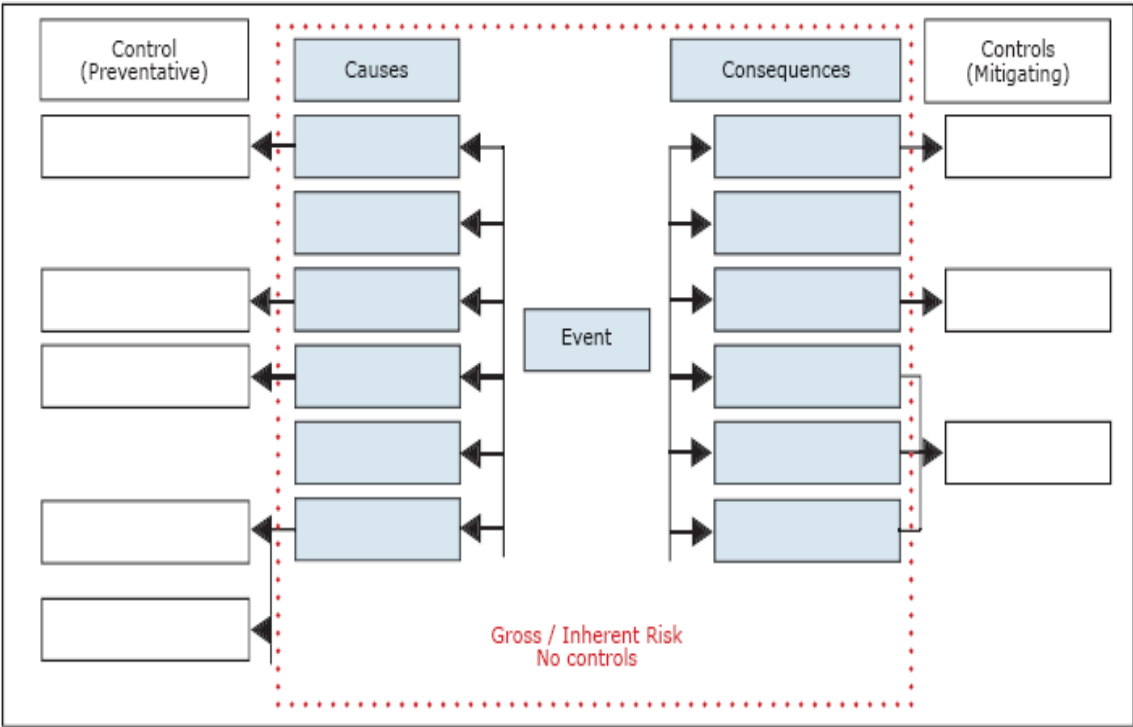 Control
(Preventative)
Causes
Consequences
Controls
(Mitigating)
Event
Gross / Inherent Risk
No controls